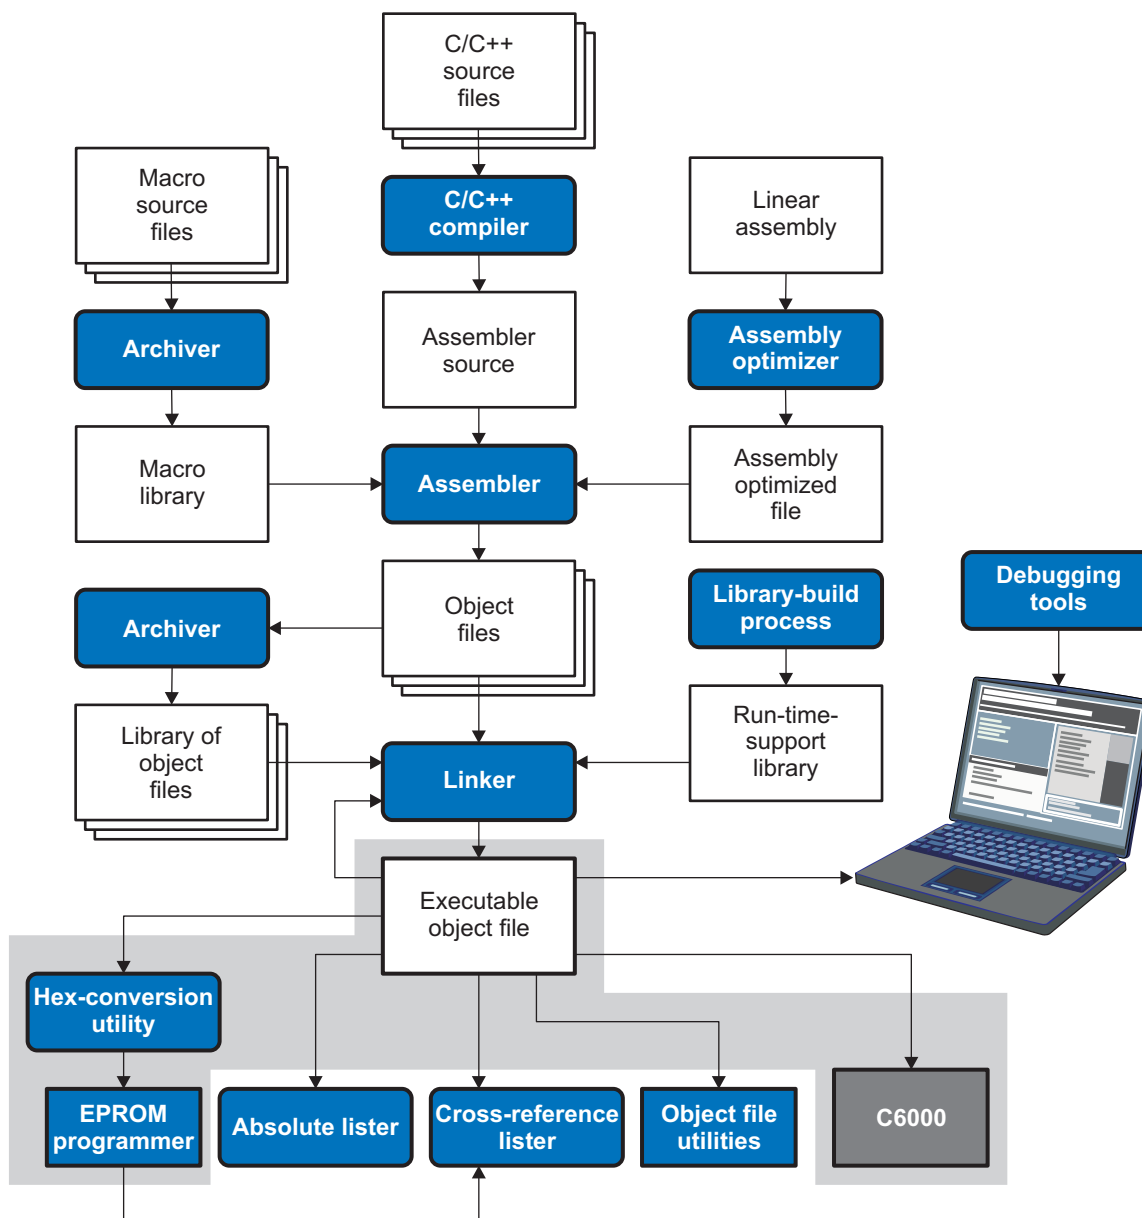 C/C++
source
files
Macro
source
files
C/C++
compiler
Linear
assembly
Archiver
Assembler
source
Assembly
optimizer
Macro
library
Assembler
Assembly
optimized
file
Archiver
Object
files
Library-build
process
Debugging
tools
Library of
object
files
Linker
Run-time-
support
library
Executable
object file
Hex-conversion
utility
EPROM
programmer
Absolute lister
Cross-reference
lister
Object file
utilities
C6000